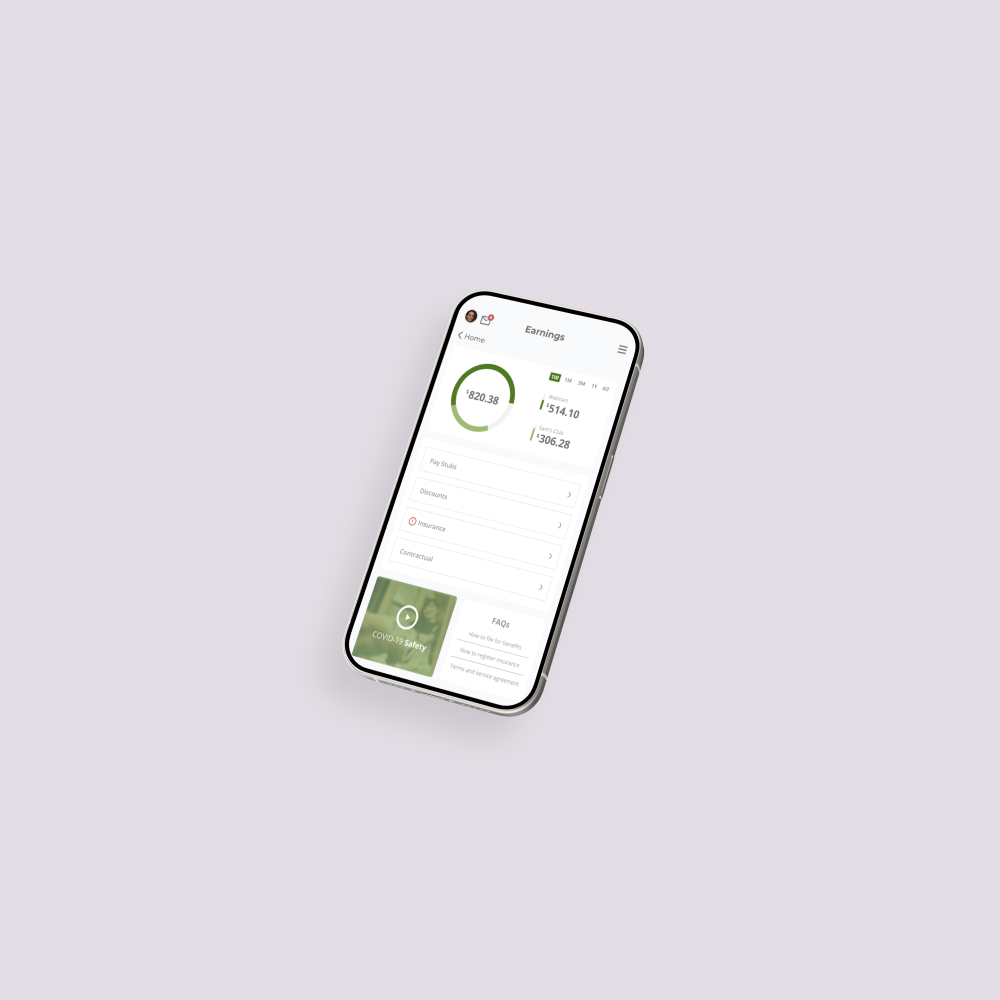 Earnings
Home
$820.38
1W 1M 3M 1Y All
Walmart
$514.10
Sam's Club
$306.28
Pay Stubs
Discounts
Insurance
Contractual
COVID-19 Safety
FAQs
How to file for benefits
How to register insurance
Terms and service agreement